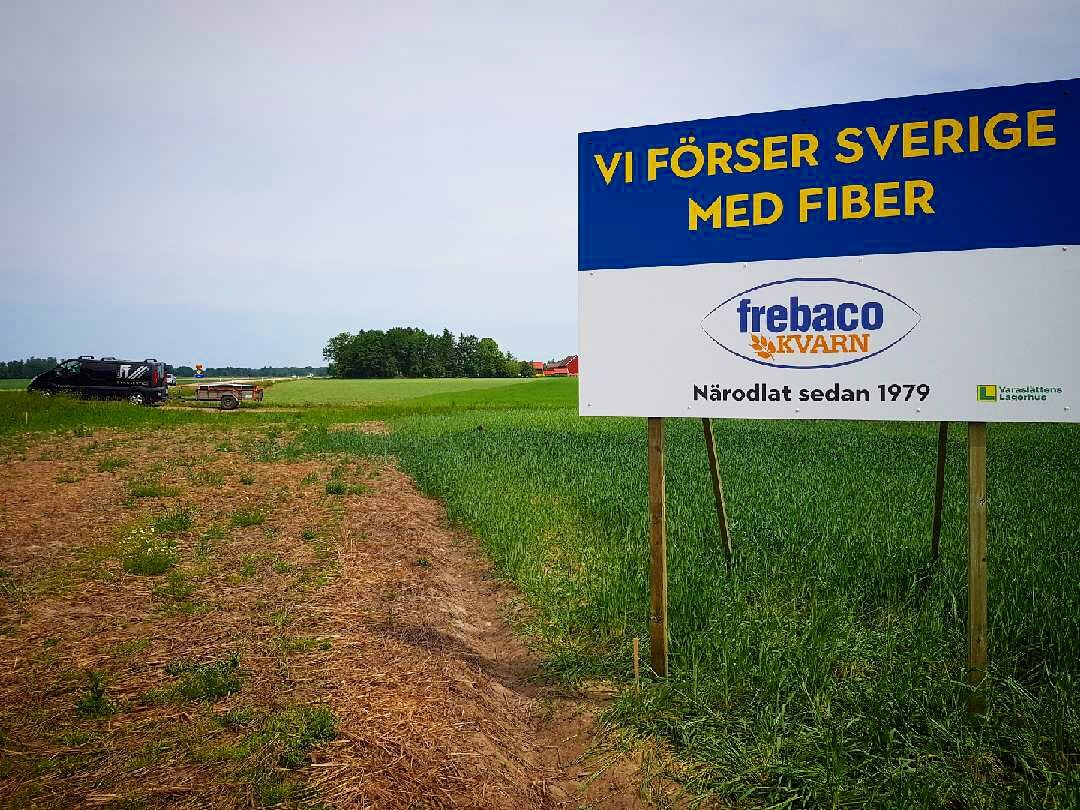 VI FÖRSER SVERIGE
MED FIBER
frebaco
KVARN
Närodlat sedan 1979
Varaslättens
Lagerhus